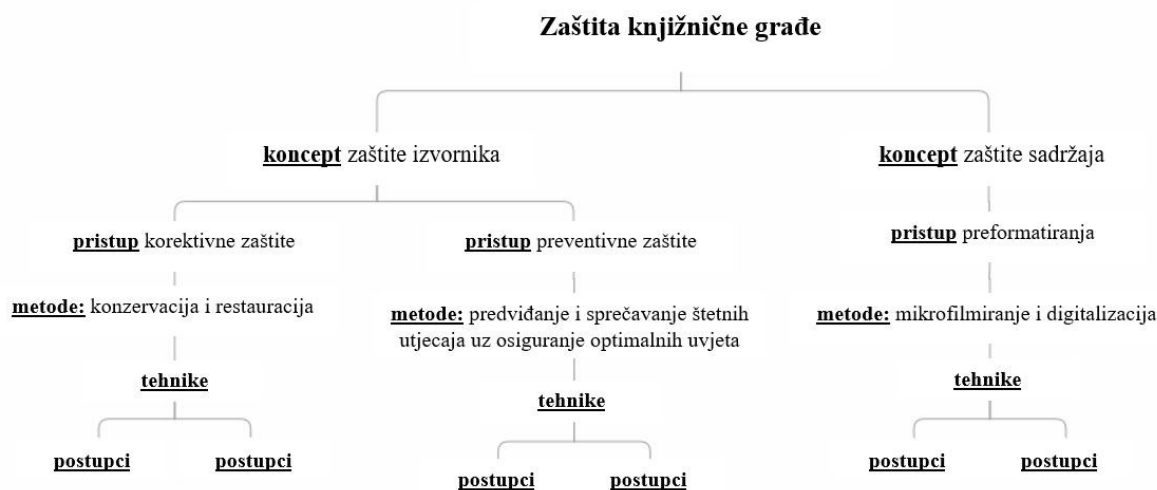 Zaštita knjižnične građe
koncept zaštite izvornika
koncept zaštite sadržaja
pristup korektivne zaštite
pristup preventivne zaštite
pristup preformatiranja
metode: konzervacija i restauracija
metode: predviđanje i sprečavanje štetnih
utjecaja uz osiguranje optimalnih uvjeta
metode: mikrofilmiranje i digitalizacija
tehnike
tehnike
tehnike
postupci
postupci
postupci
postupci
postupci
postupci